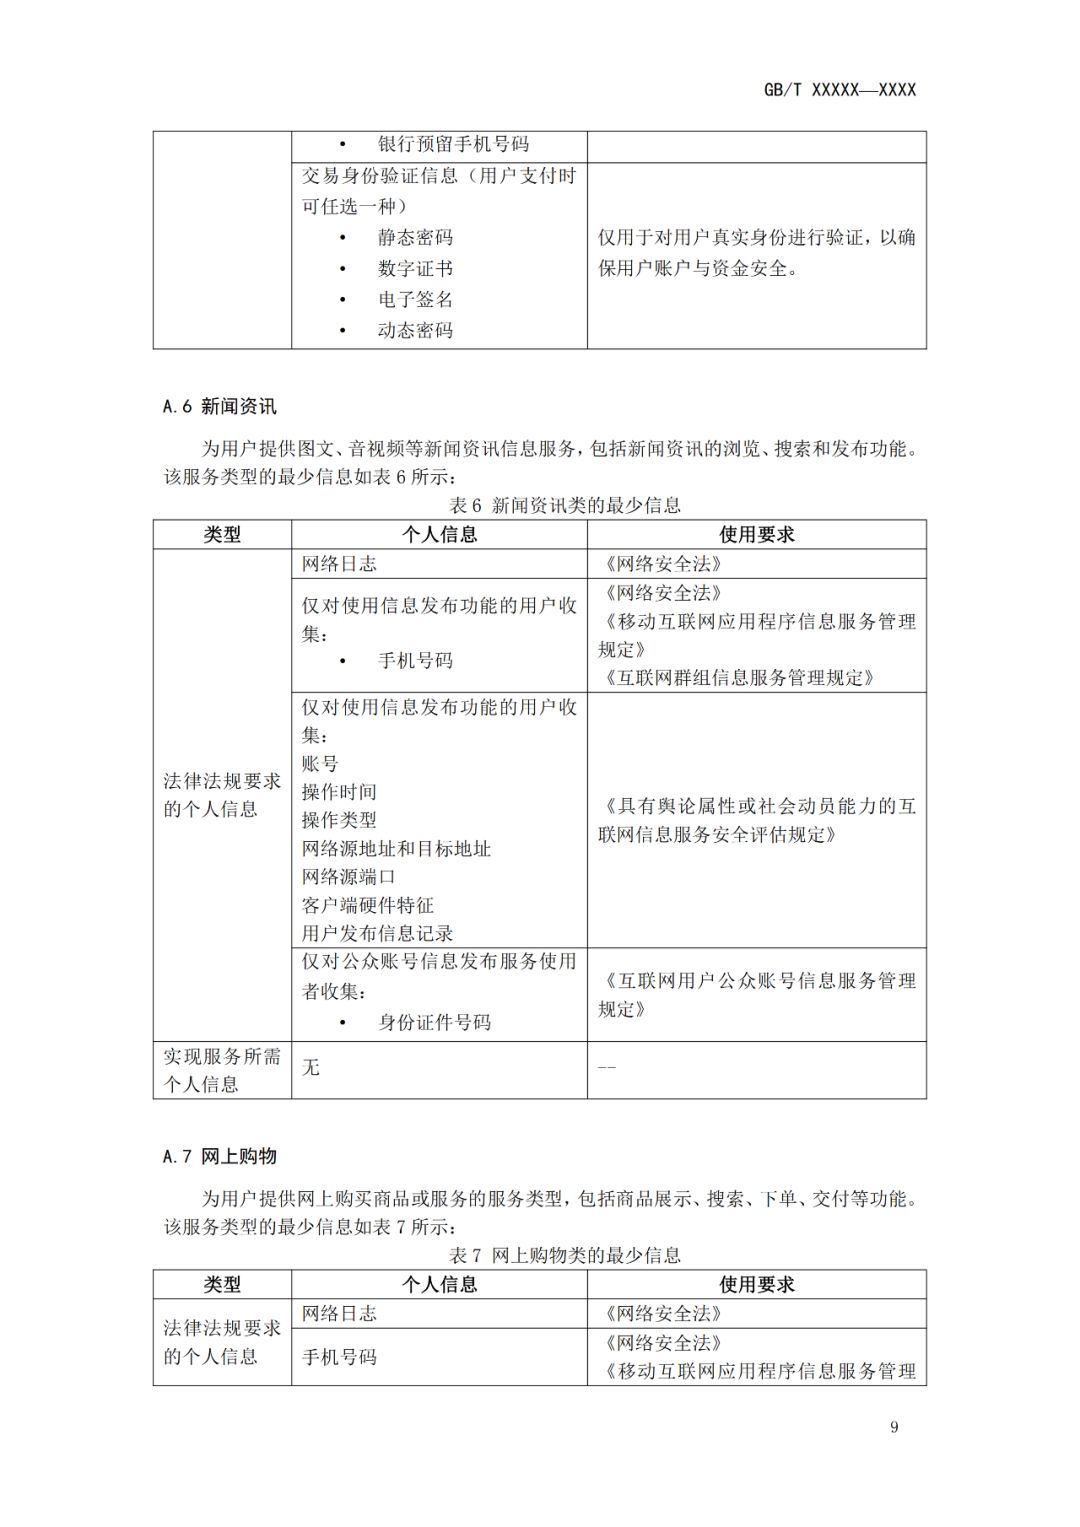 GB/T XXXXX—XXXX
• 银行预留手机号码
交易身份验证信息（用户支付时
可任选一种）
• 静态密码
• 数字证书
• 电子签名
• 动态密码
仅用于对用户真实身份进行验证，以确
保用户账户与资金安全。
A.6 新闻资讯
为用户提供图文、音视频等新闻资讯信息服务，包括新闻资讯的浏览、搜索和发布功能。
该服务类型的最少信息如表 6 所示：
表 6 新闻资讯类的最少信息
类型 个人信息 使用要求
法律法规要求
的个人信息
网络日志
《网络安全法》
仅对使用信息发布功能的用户收
集：
• 手机号码
《网络安全法》
《移动互联网应用程序信息服务管理
规定》
《互联网群组信息服务管理规定》
仅对使用信息发布功能的用户收
集：
账号
操作时间
操作类型
网络源地址和目标地址
网络源端口
客户端硬件特征
用户发布信息记录
《具有舆论属性或社会动员能力的互
联网信息服务安全评估规定》
仅对公众账号信息发布服务使用
者收集：
• 身份证件号码
《互联网用户公众账号信息服务管理
规定》
实现服务所需
个人信息
无
--
A.7 网上购物
为用户提供网上购买商品或服务的服务类型，包括商品展示、搜索、下单、交付等功能。
该服务类型的最少信息如表 7 所示：
表 7 网上购物类的最少信息
类型 个人信息 使用要求
法律法规要求
的个人信息
网络日志
《网络安全法》
手机号码
《网络安全法》
《移动互联网应用程序信息服务管理
9